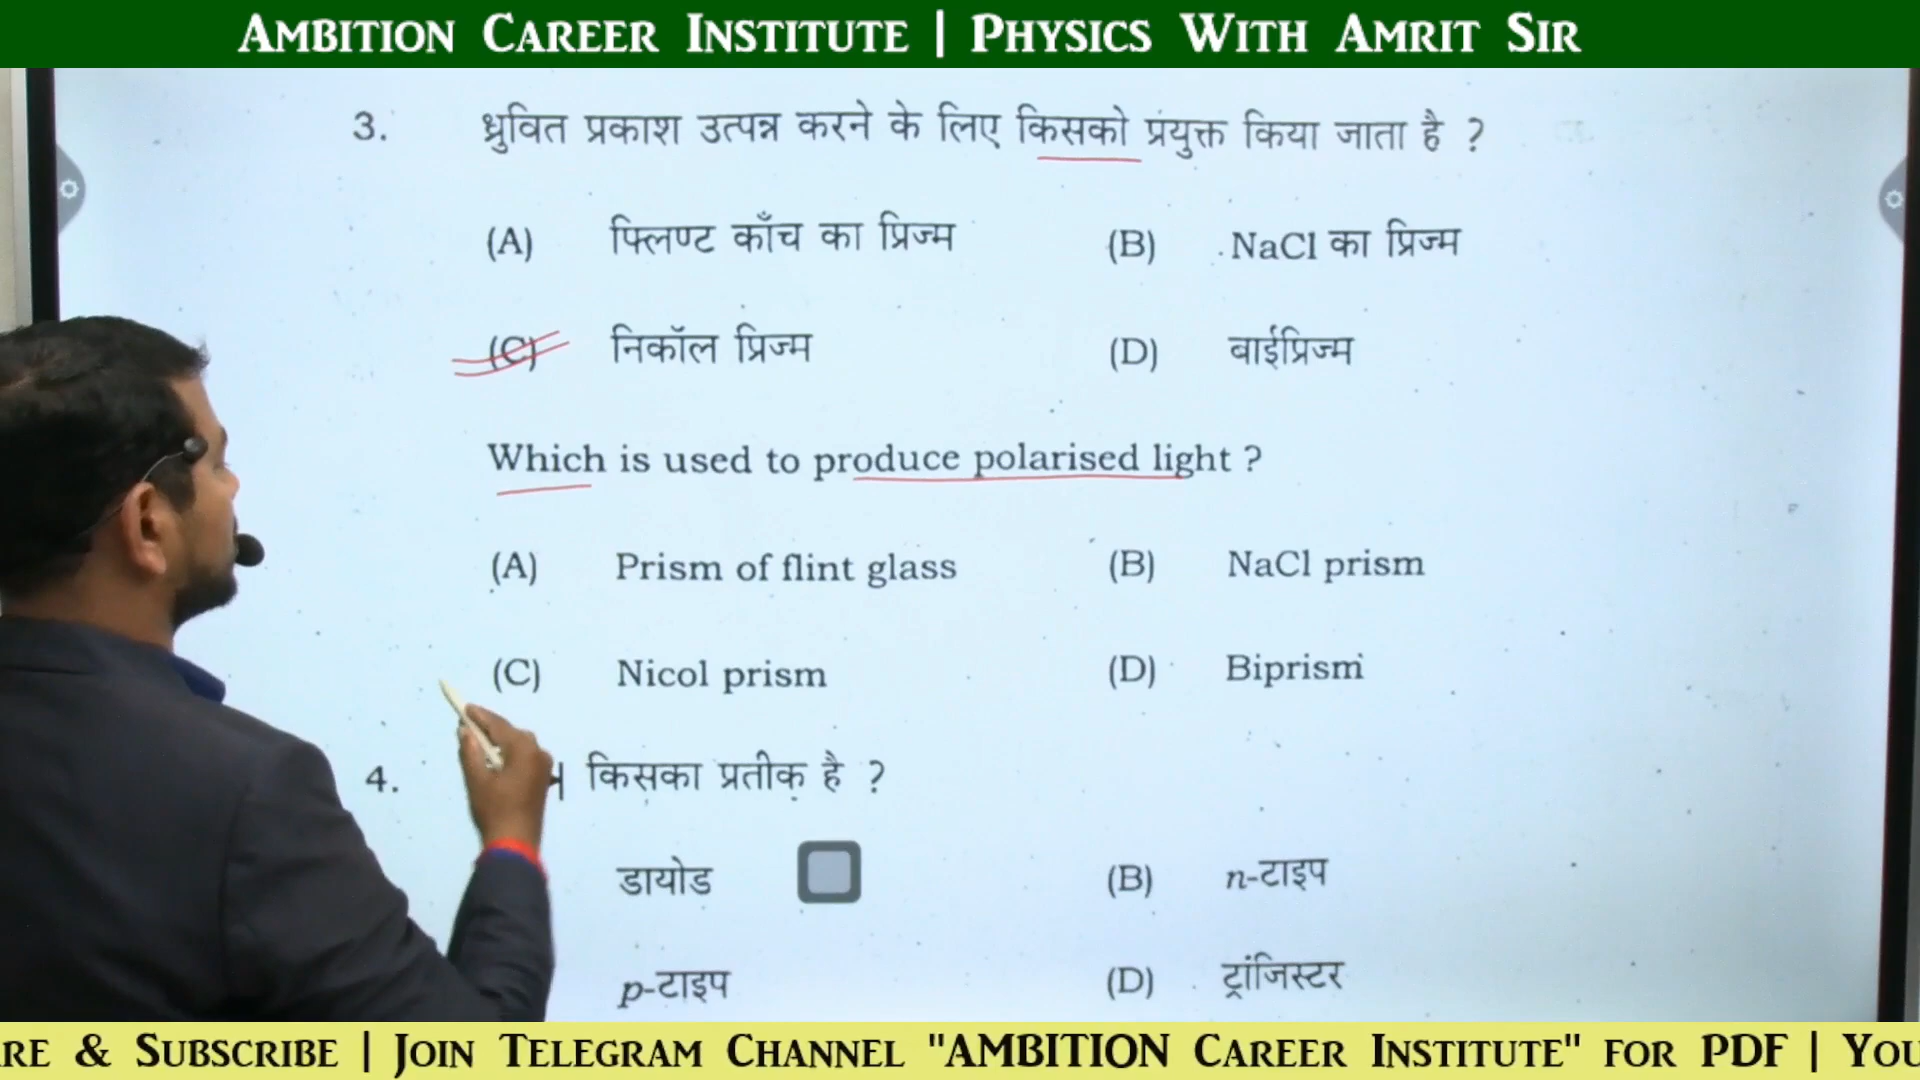 AMBITION CAREER INSTITUTE | PHYSICS WITH AMRIT SIR
3. ध्रुवित प्रकाश उत्पन्न करने के लिए किसको प्रयुक्त किया जाता है ?
(A) फ्लिण्ट काँच का प्रिज्म (B) NaCl का प्रिज्म
(C) निकॉल प्रिज्म (D) बाईप्रिज्म
Which is used to produce polarised light ?
(A) Prism of flint glass (B) NaCl prism
(C) Nicol prism (D) Biprism
4. किसका प्रतीक है ?
डायोड (B) n-टाइप
p-टाइप (D) ट्रांजिस्टर
RE & SUBSCRIBE | JOIN TELEGRAM CHANNEL "AMBITION CAREER INSTITUTE" FOR PDF | YOU